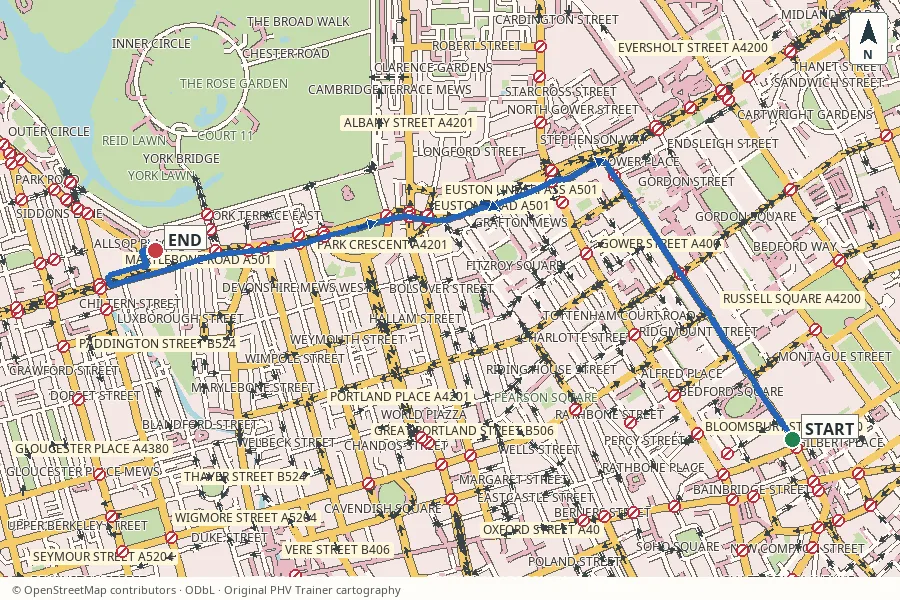 THE BROAD WALK
CARDINGTON STREET
MIDLAND
INNER CIRCLE
ROBERT STREET
EVERSHOLT STREET A4200
CHESTER ROAD
N
CLARENCE GARDENS
THANET STREET
THE ROSE GARDEN
CAMBRIDGE TERRACE MEWS
STARCROSS STREET
SANDWICH STREET
NORTH GOWER STREET
CARTWRIGHT GARDENS
OUTER CIRCLE
COURT 11
ALBANY STREET A4201
REID LAWN
STEPHENSON WAY
ENDSLEIGH STREET
YORK BRIDGE
LONGFORD STREET
GOWER PLACE
YORK LAWN
PARK ROAD
GORDON STREET
EUSTON UNDERPASS A501
SIDDONS LANE
YORK TERRACE EAST
EUSTON ROAD A501
GORDON SQUARE
GRAFTON MEWS
ALLSOP
END
PARK CRESCENT A4201
GOWER STREET A400
BEDFORD WAY
MARYLEBONE ROAD A501
FITZROY SQUARE
DEVONSHIRE MEWS WEST
BOLSOVER STREET
CHILTERN STREET
RUSSELL SQUARE A4200
LUXBOROUGH STREET
HALLAM STREET
TOTTENHAM COURT ROAD
PADDINGTON STREET B524
WEYMOUTH STREET
CHARLOTTE STREET
RIDGMOUNT STREET
WIMPOLE STREET
MONTAGUE STREET
CRAWFORD STREET
RIDING HOUSE STREET
ALFRED PLACE
MARYLEBONE STREET
BEDFORD SQUARE
DORSET STREET
PORTLAND PLACE A4201
PEARSON SQUARE
WORLD PIAZZA
RATHBONE STREET
BLANDFORD STREET
GREAT PORTLAND STREET B506
BLOOMSBURY
START
WELBECK STREET
CHANDOS STREET
PERCY STREET
GILBERT PLACE
GLOUCESTER PLACE A4380
WELLS STREET
GLOUCESTER PLACE MEWS
THAYER STREET B524
RATHBONE PLACE
MARGARET STREET
BAINBRIDGE STREET
EASTCASTLE STREET
CAVENDISH SQUARE
BERNERS STREET
WIGMORE STREET A5204
UPPER BERKELEY STREET
OXFORD STREET A40
DUKE STREET
SOHO SQUARE
NEW COMPTON STREET
SEYMOUR STREET A5204
VERE STREET B406
POLAND STREET
© OpenStreetMap contributors · ODbL · Original PHV Trainer cartography